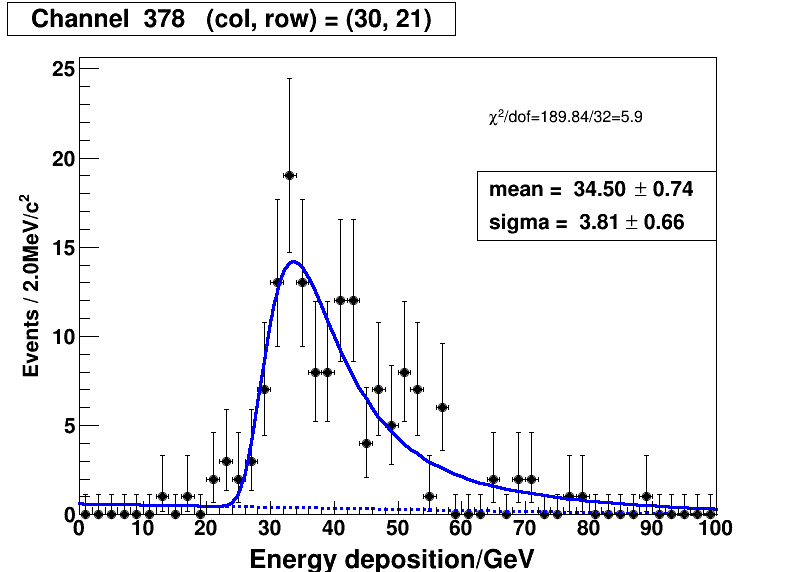 Channel 378 (col, row) = (30, 21)
χ²/dof=189.84/32=5.9
mean = 34.50 ± 0.74
sigma = 3.81 ± 0.66
Events / 2.0MeV/c²
25
20
15
10
5
0
0 10 20 30 40 50 60 70 80 90 100
Energy deposition/GeV